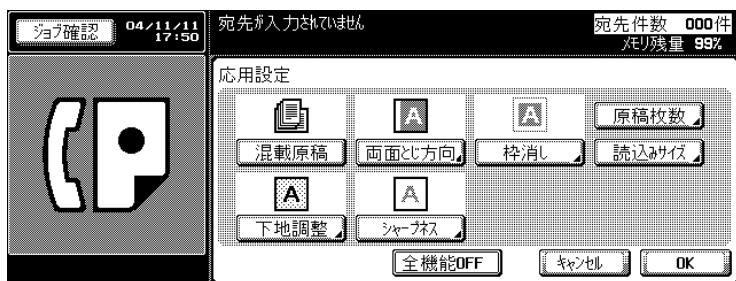 ジョブ確認
04/11/11
17:50
宛先が入力されていません
宛先件数 000件
メモリ残量 99%
応用設定
A
A
混載原稿
両面とじ方向
枠消し
原稿枚数
読込みサイズ
A
A
下地調整
シャープネス
全機能OFF
キャンセル
OK